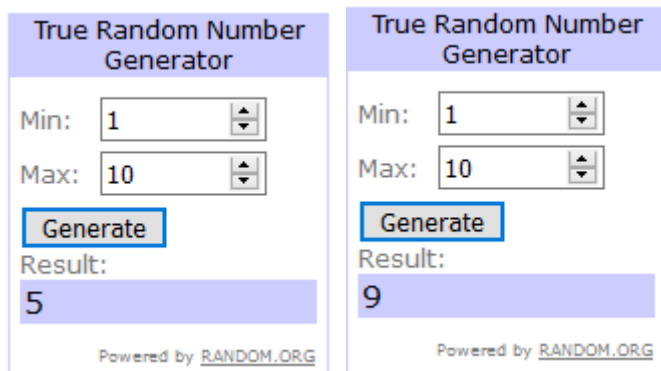 True Random Number
Generator
Min: 1
Max: 10
Generate
Result:
5
Powered by RANDOM.ORG
True Random Number
Generator
Min: 1
Max: 10
Generate
Result:
9
Powered by RANDOM.ORG